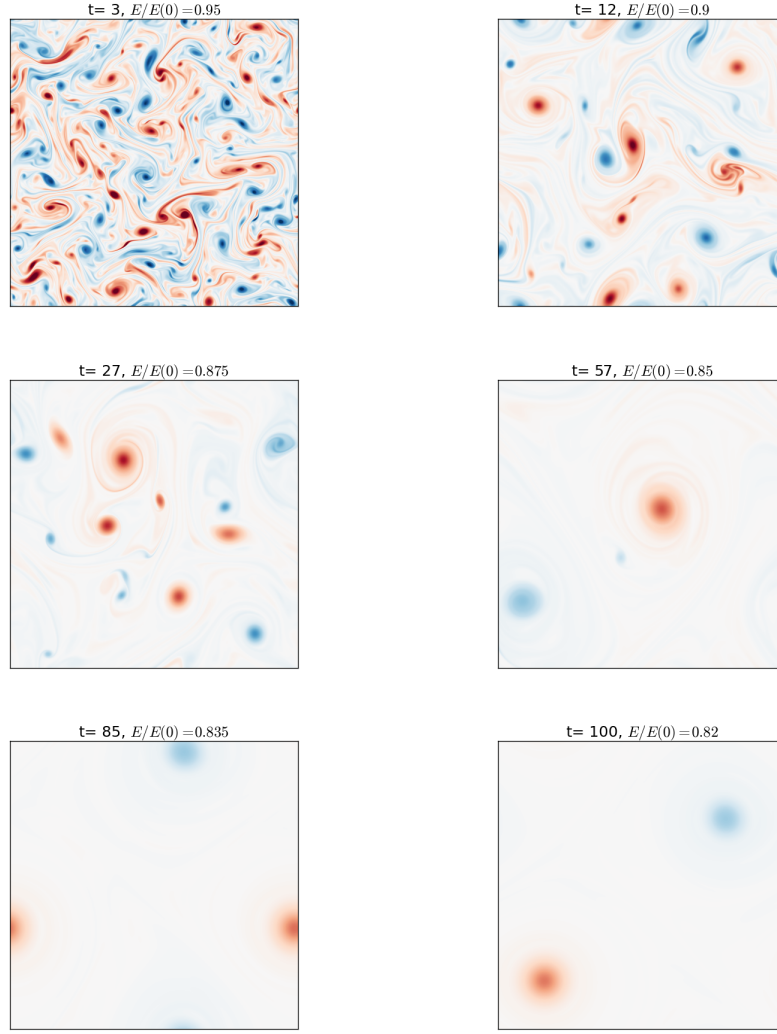 t= 3, E/E(0)=0.95
t= 12, E/E(0)=0.9
t= 27, E/E(0)=0.875
t= 57, E/E(0)=0.85
t= 85, E/E(0)=0.835
t= 100, E/E(0)=0.82